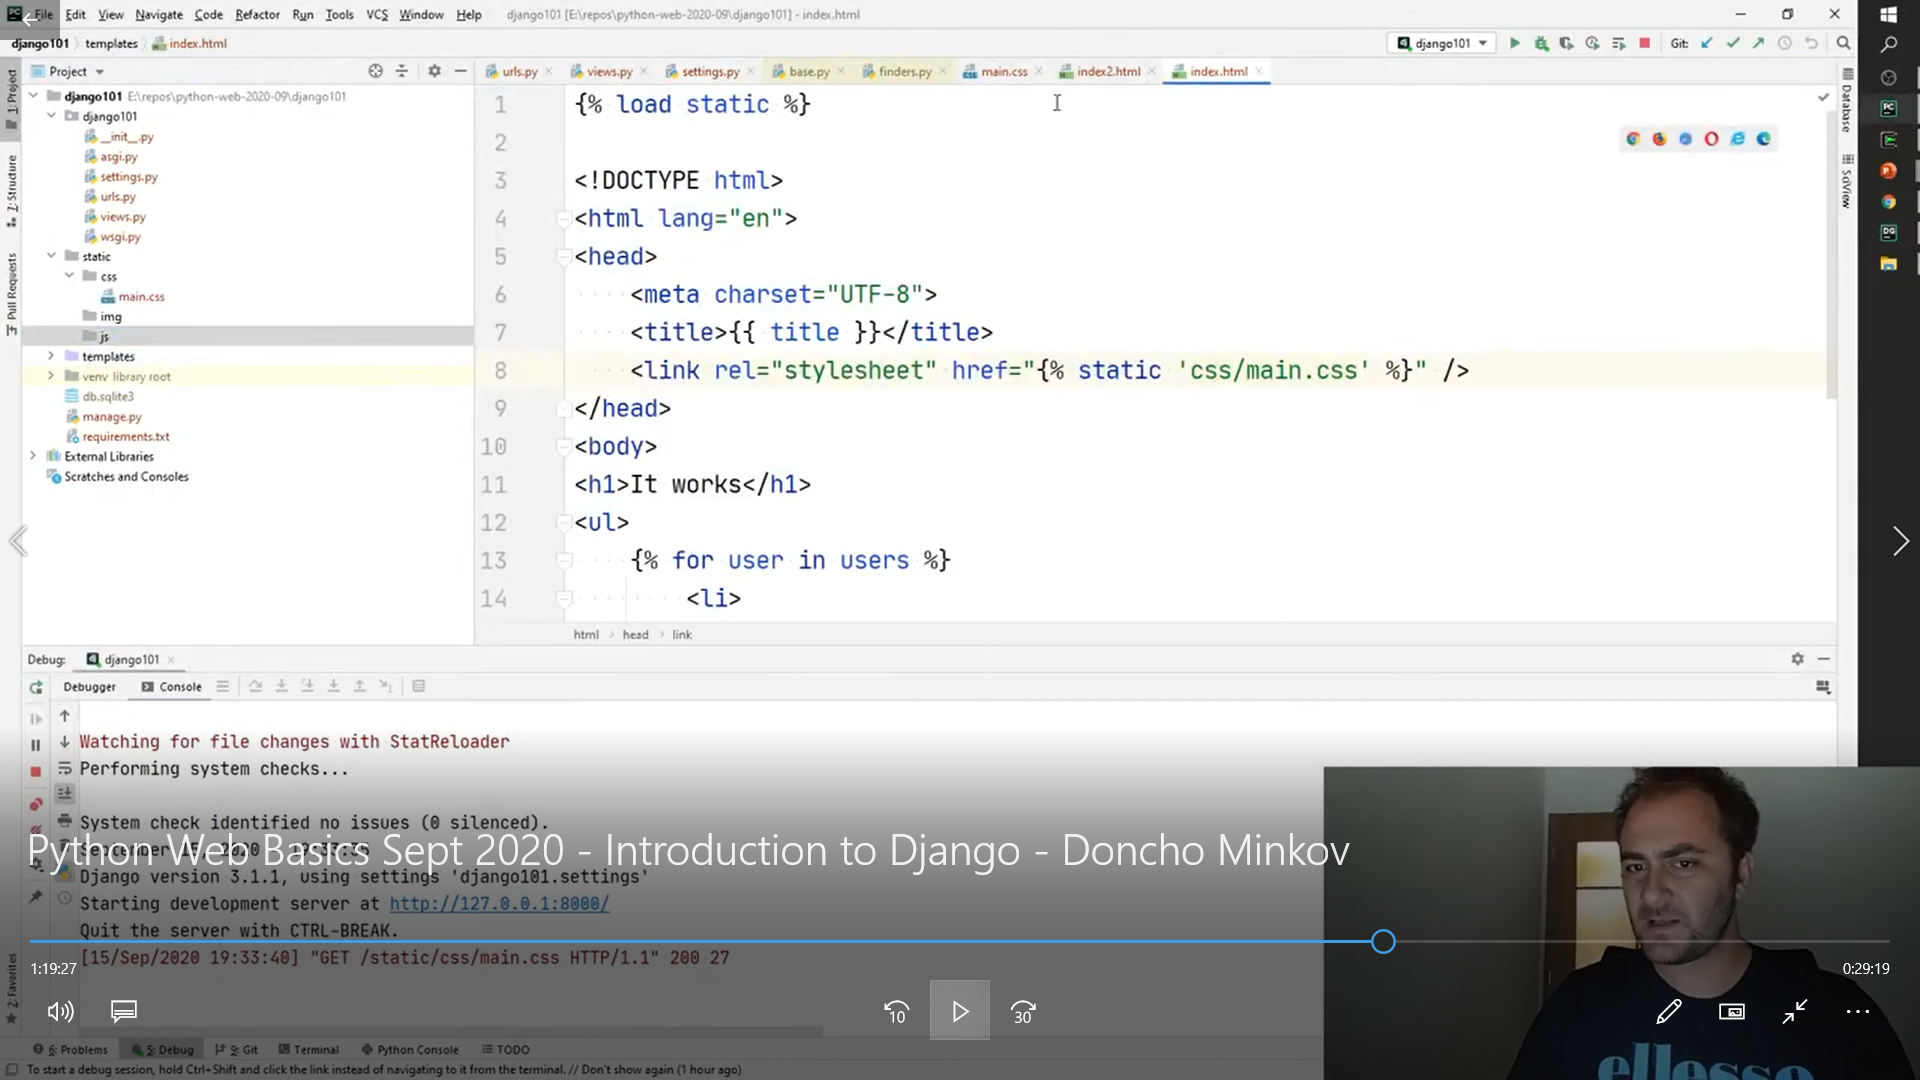 File Edit View Navigate Code Refactor Run Tools VCS Window Help django101 [E:\repos\python-web-2020-09\django101] - index.html
django101 templates index.html
django101 Git:
Project
urls.py views.py settings.py base.py finders.py main.css index2.html index.html
1: Project
7: Structure
Pull Requests
2: Favorites
Database
SciView
django101 E:\repos\python-web-2020-09\django101
django101
__init__.py
asgi.py
settings.py
urls.py
views.py
wsgi.py
static
css
main.css
img
js
templates
venv library root
db.sqlite3
manage.py
requirements.txt
External Libraries
Scratches and Consoles
1 {% load static %}
2
3 <!DOCTYPE html>
4 <html lang="en">
5 <head>
6 <meta charset="UTF-8">
7 <title>{{ title }}</title>
8 <link rel="stylesheet" href="{% static 'css/main.css' %}" />
9 </head>
10 <body>
11 <h1>It works</h1>
12 <ul>
13 {% for user in users %}
14 <li>
html head link
Debug: django101
Debugger Console
Watching for file changes with StatReloader
Performing system checks...
System check identified no issues (0 silenced).
Python Web Basics Sept 2020 - Introduction to Django - Doncho Minkov
September 15, 2020 - 19:33:36
Django version 3.1.1, using settings 'django101.settings'
Starting development server at http://127.0.0.1:8000/
Quit the server with CTRL-BREAK.
[15/Sep/2020 19:33:40] "GET /static/css/main.css HTTP/1.1" 200 27
1:19:27
0:29:19
10
30
ellesse
6: Problems 5: Debug 9: Git Terminal Python Console TODO
To start a debug session, hold Ctrl+Shift and click the link instead of navigating to it from the terminal. // Don't show again (1 hour ago)